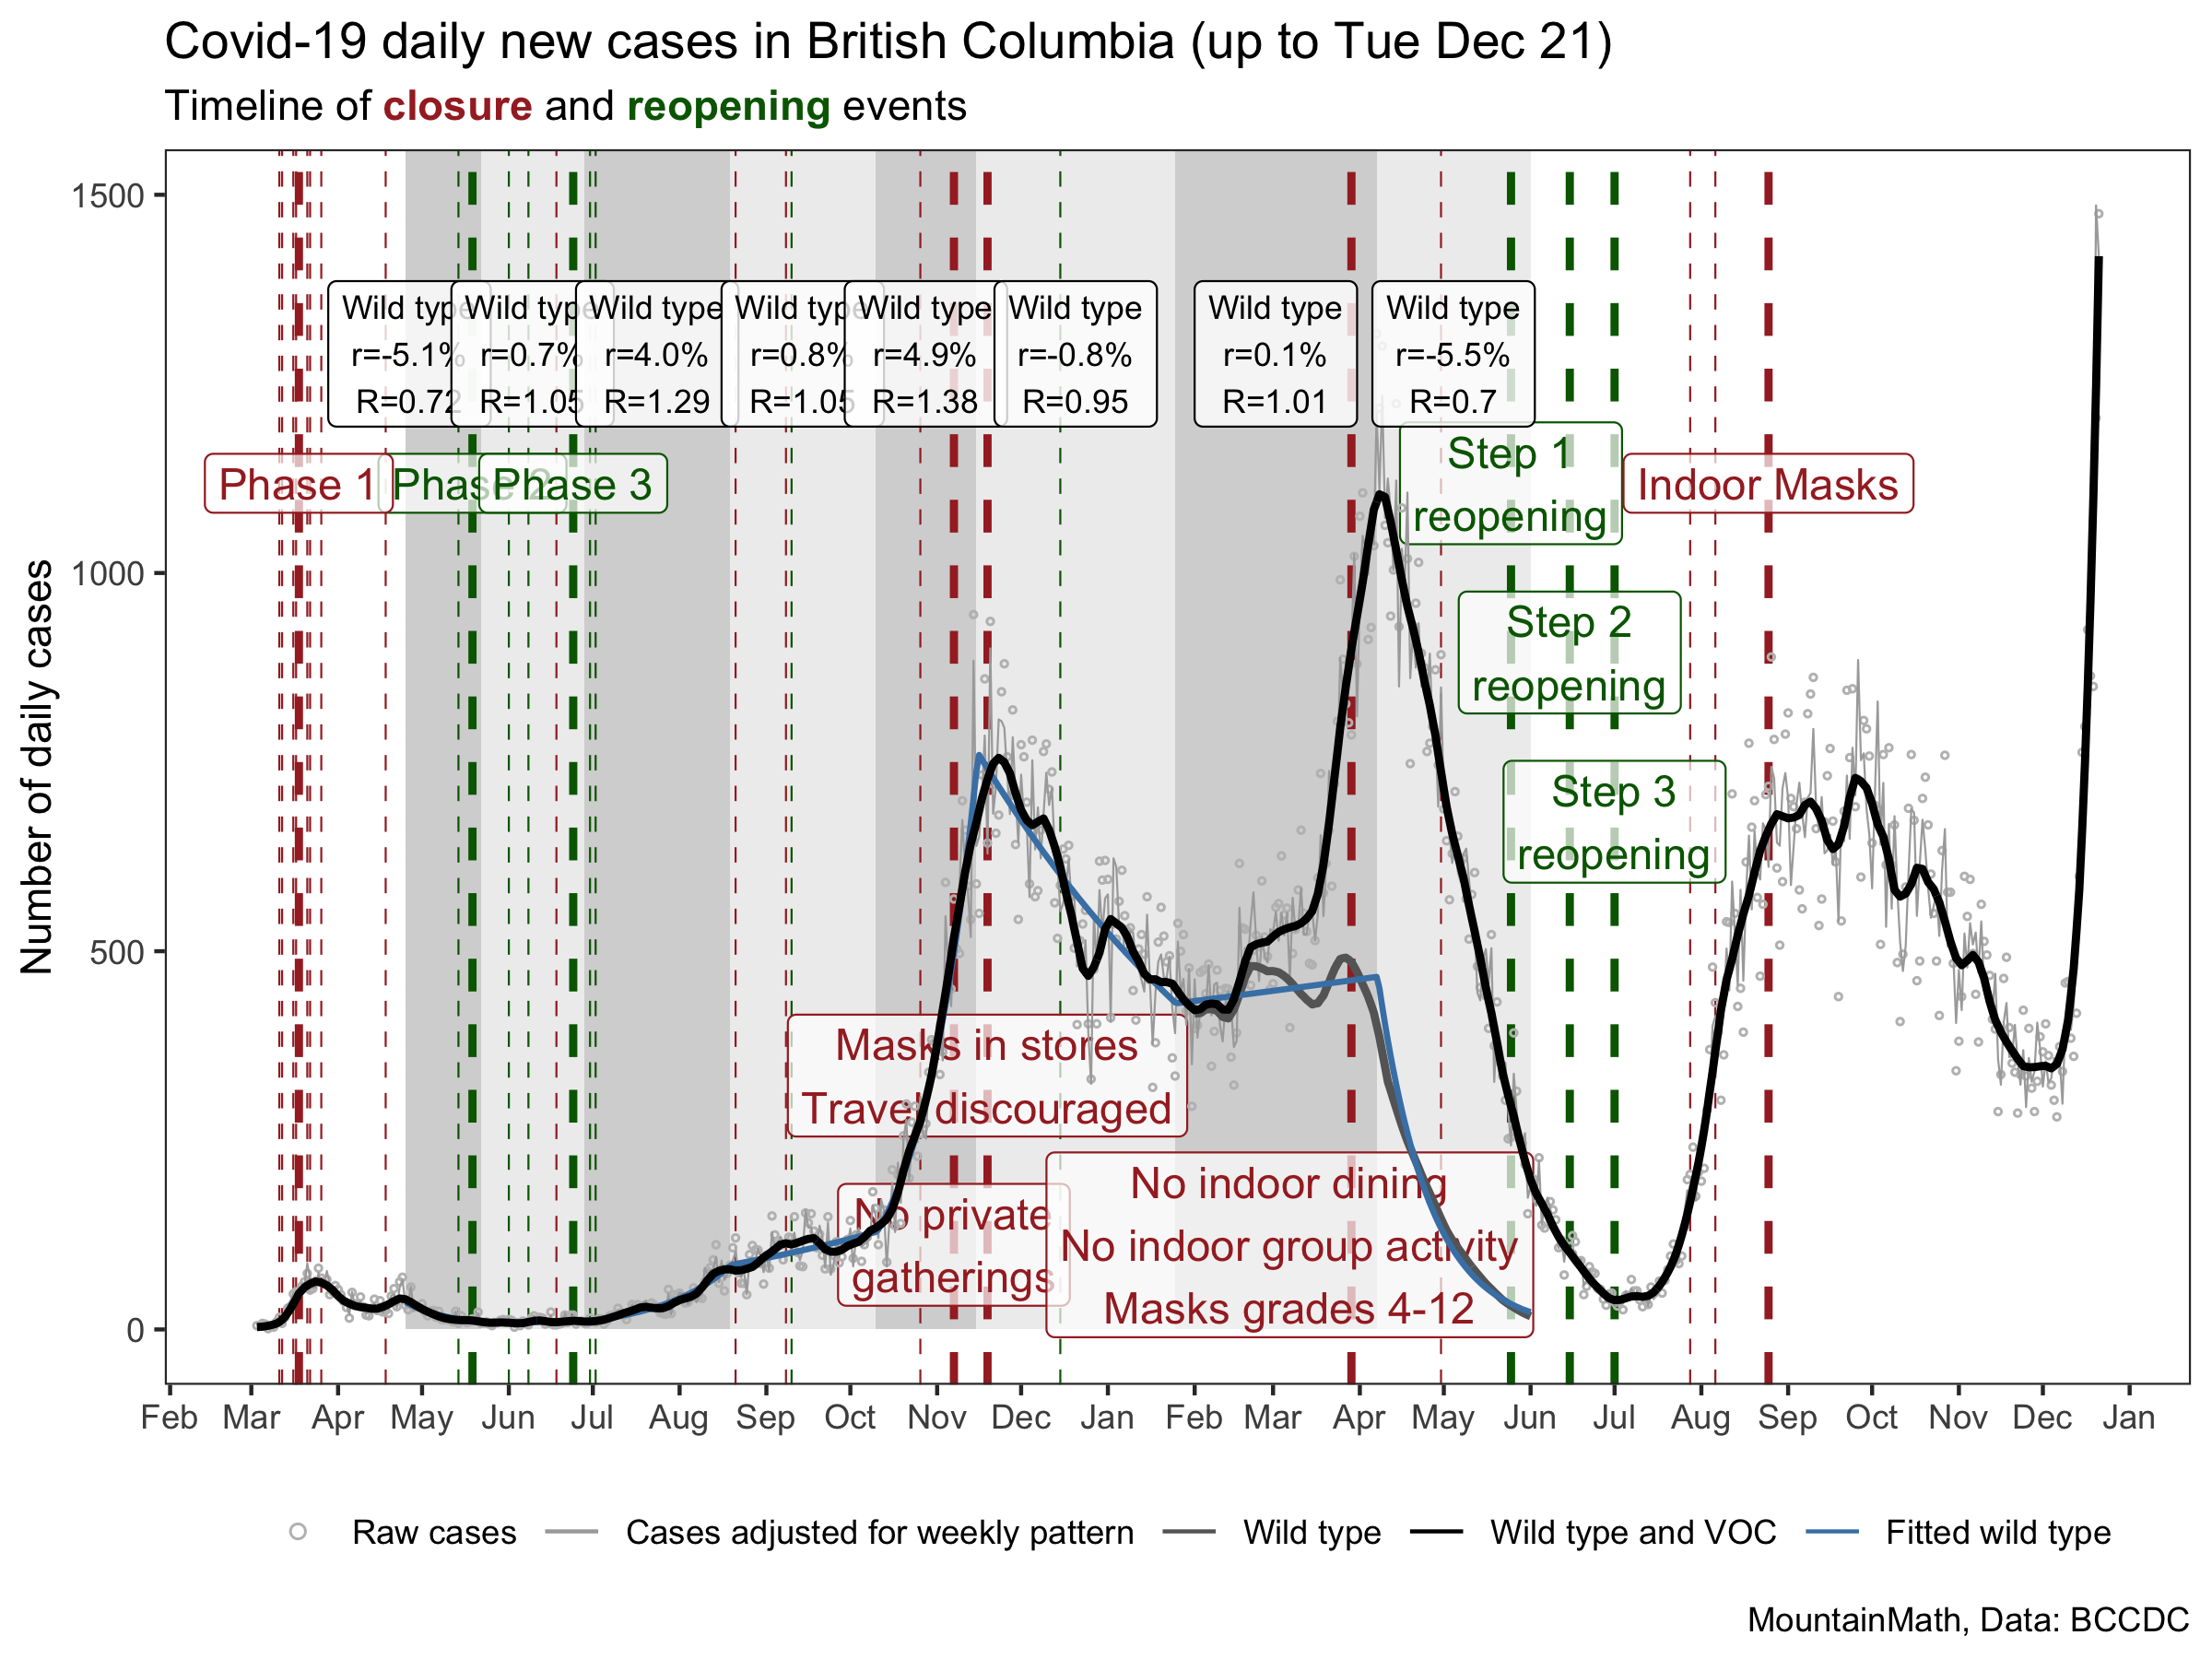 Covid-19 daily new cases in British Columbia (up to Tue Dec 21)
Timeline of closure and reopening events
Number of daily cases
1500
1000
500
0
Wild type
r=-5.1%
R=0.72
Wild type
r=0.7%
R=1.05
Wild type
r=4.0%
R=1.29
Wild type
r=0.8%
R=1.05
Wild type
r=4.9%
R=1.38
Wild type
r=-0.8%
R=0.95
Wild type
r=0.1%
R=1.01
Wild type
r=-5.5%
R=0.7
Phase 1
Phase 2
Phase 3
Step 1
reopening
Indoor Masks
Step 2
reopening
Step 3
reopening
Masks in stores
Travel discouraged
No private
gatherings
No indoor dining
No indoor group activity
Masks grades 4-12
Feb Mar Apr May Jun Jul Aug Sep Oct Nov Dec Jan Feb Mar Apr May Jun Jul Aug Sep Oct Nov Dec Jan
Raw cases Cases adjusted for weekly pattern Wild type Wild type and VOC Fitted wild type
MountainMath, Data: BCCDC